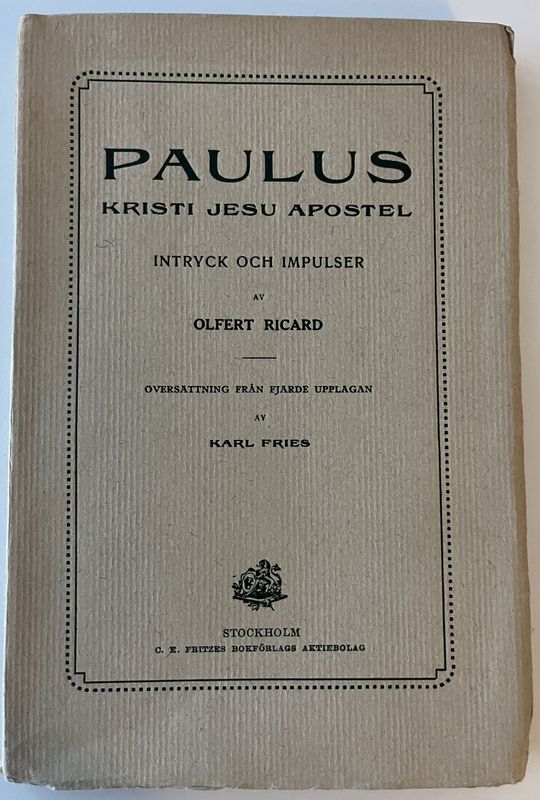 PAULUS
KRISTI JESU APOSTEL
INTRYCK OCH IMPULSER
AV
OLFERT RICARD
ÖVERSÄTTNING FRÅN FJÄRDE UPPLAGAN
AV
KARL FRIES
STOCKHOLM
C. E. FRITZES BOKFÖRLAGS AKTIEBOLAG